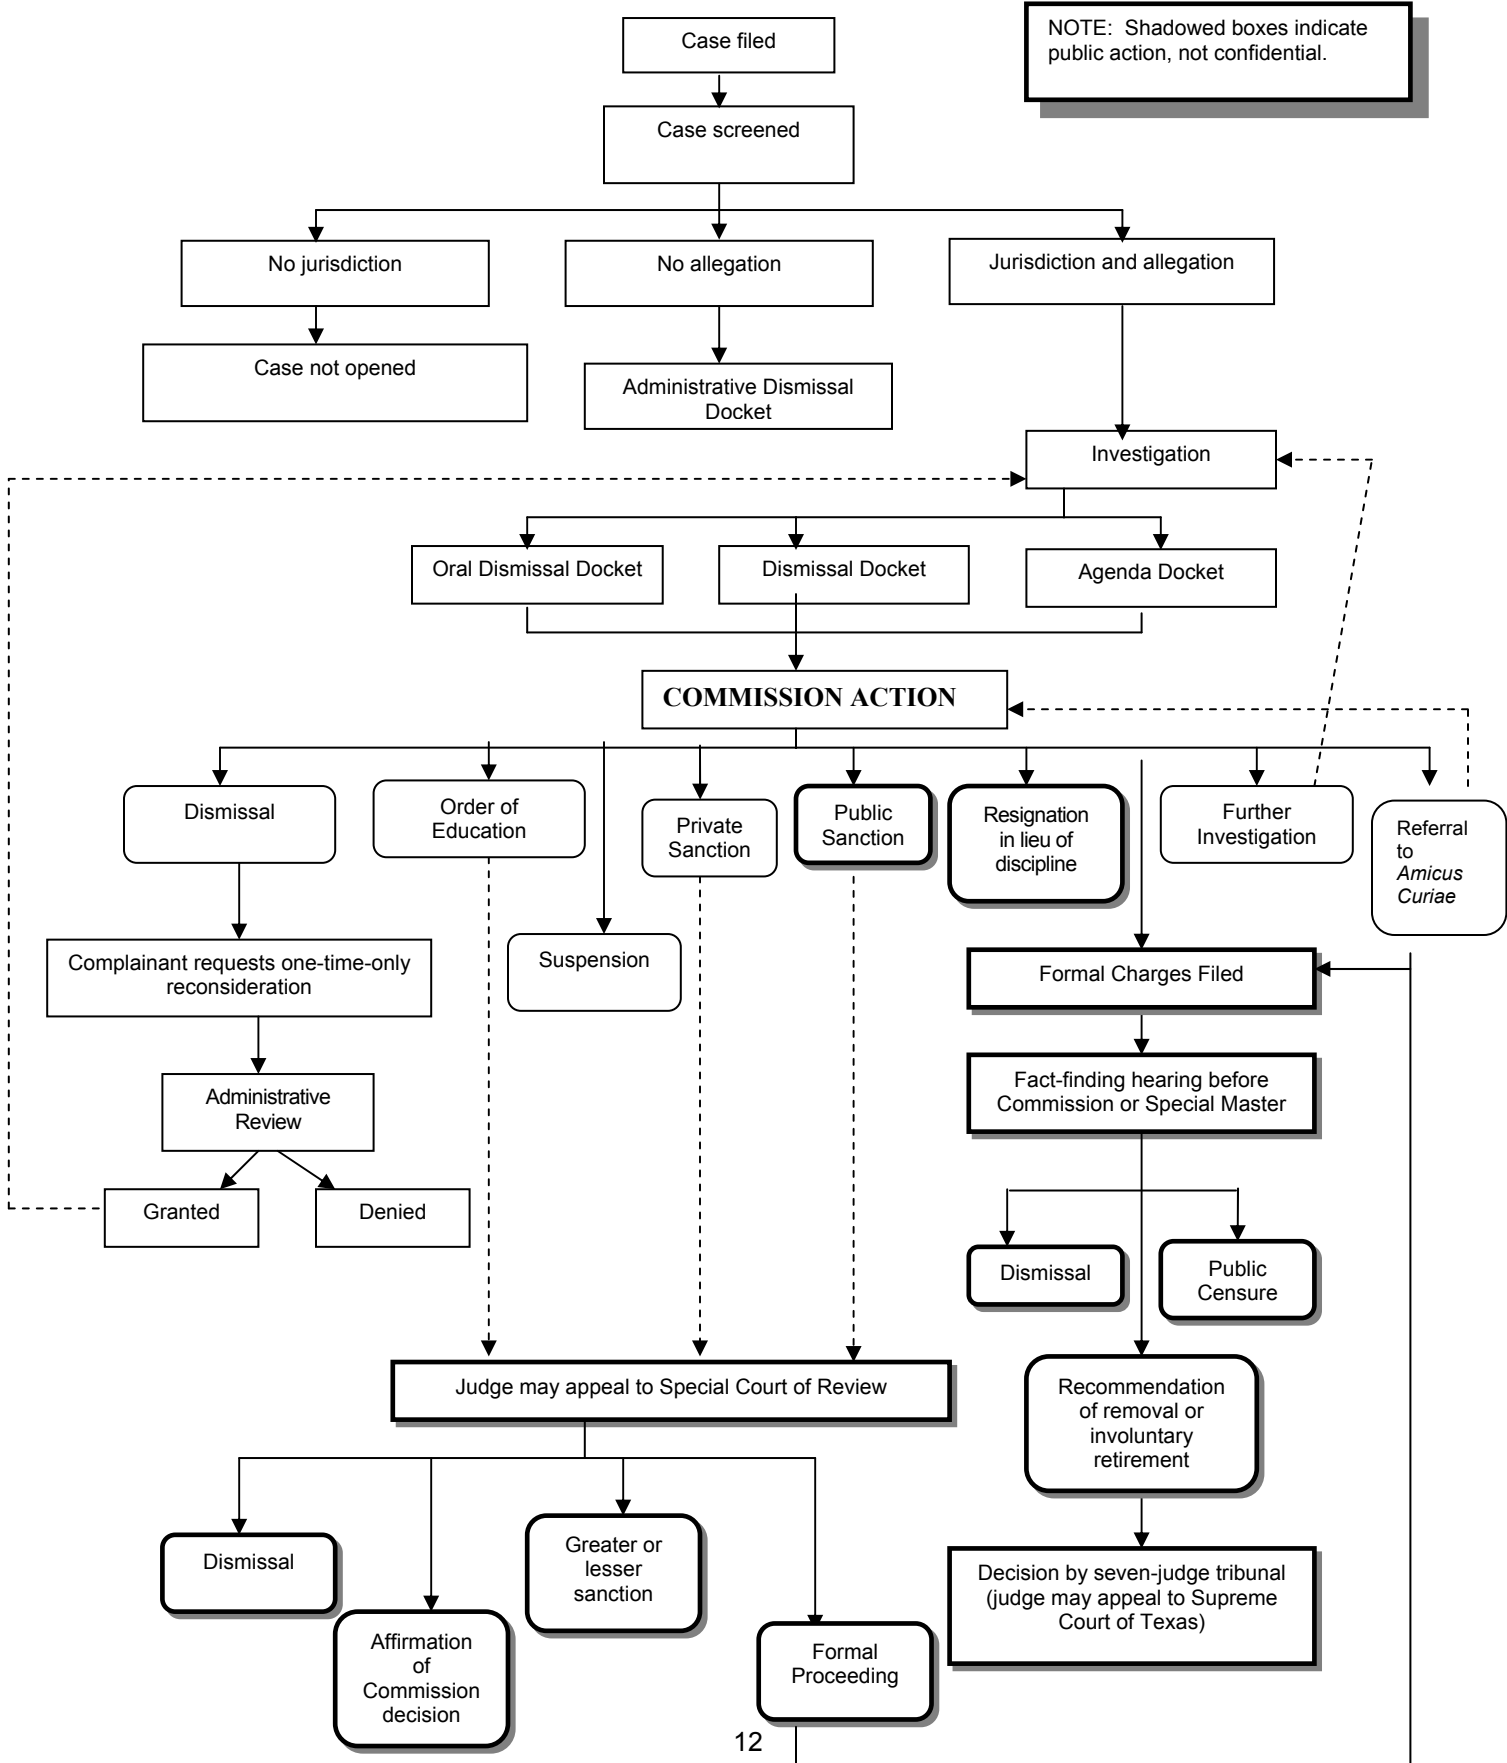 Case filed
NOTE: Shadowed boxes indicate
public action, not confidential.
Case screened
No jurisdiction
No allegation
Jurisdiction and allegation
Case not opened
Administrative Dismissal
Docket
Investigation
Oral Dismissal Docket
Dismissal Docket
Agenda Docket
COMMISSION ACTION
Dismissal
Order of
Education
Private
Sanction
Public
Sanction
Resignation
in lieu of
discipline
Further
Investigation
Referral
to
Amicus
Curiae
Suspension
Complainant requests one-time-only
reconsideration
Formal Charges Filed
Administrative
Review
Fact-finding hearing before
Commission or Special Master
Granted
Denied
Dismissal
Public
Censure
Judge may appeal to Special Court of Review
Recommendation
of removal or
involuntary
retirement
Dismissal
Affirmation
of
Commission
decision
Greater or
lesser
sanction
Formal
Proceeding
Decision by seven-judge tribunal
(judge may appeal to Supreme
Court of Texas)
12